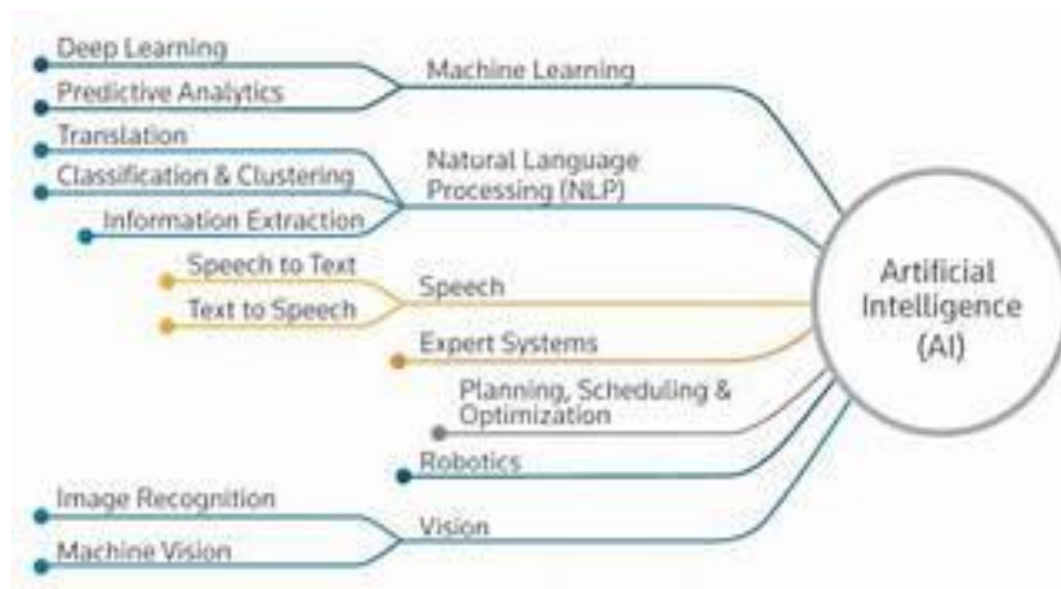 Deep Learning
Predictive Analytics
Machine Learning
Translation
Classification & Clustering
Information Extraction
Natural Language
Processing (NLP)
Speech to Text
Text to Speech
Speech
Expert Systems
Planning, Scheduling &
Optimization
Robotics
Image Recognition
Machine Vision
Vision
Artificial
Intelligence
(AI)